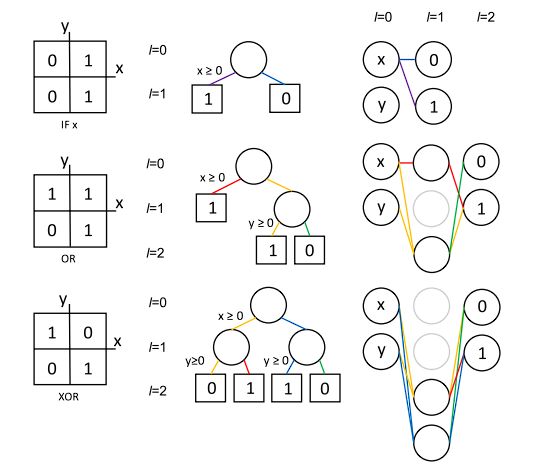 l=0 l=1 l=2
y
0 1
x
0 1
IF x
l=0
x ≥ 0
l=1
1 0
x 0
y 1
y
1 1
x
0 1
OR
l=0
x ≥ 0
l=1
1
y ≥ 0
l=2
1 0
x 0
y 1
y
1 0
x
0 1
XOR
l=0
x ≥ 0
l=1
y≥0 y ≥ 0
l=2
0 1 1 0
x 0
y 1